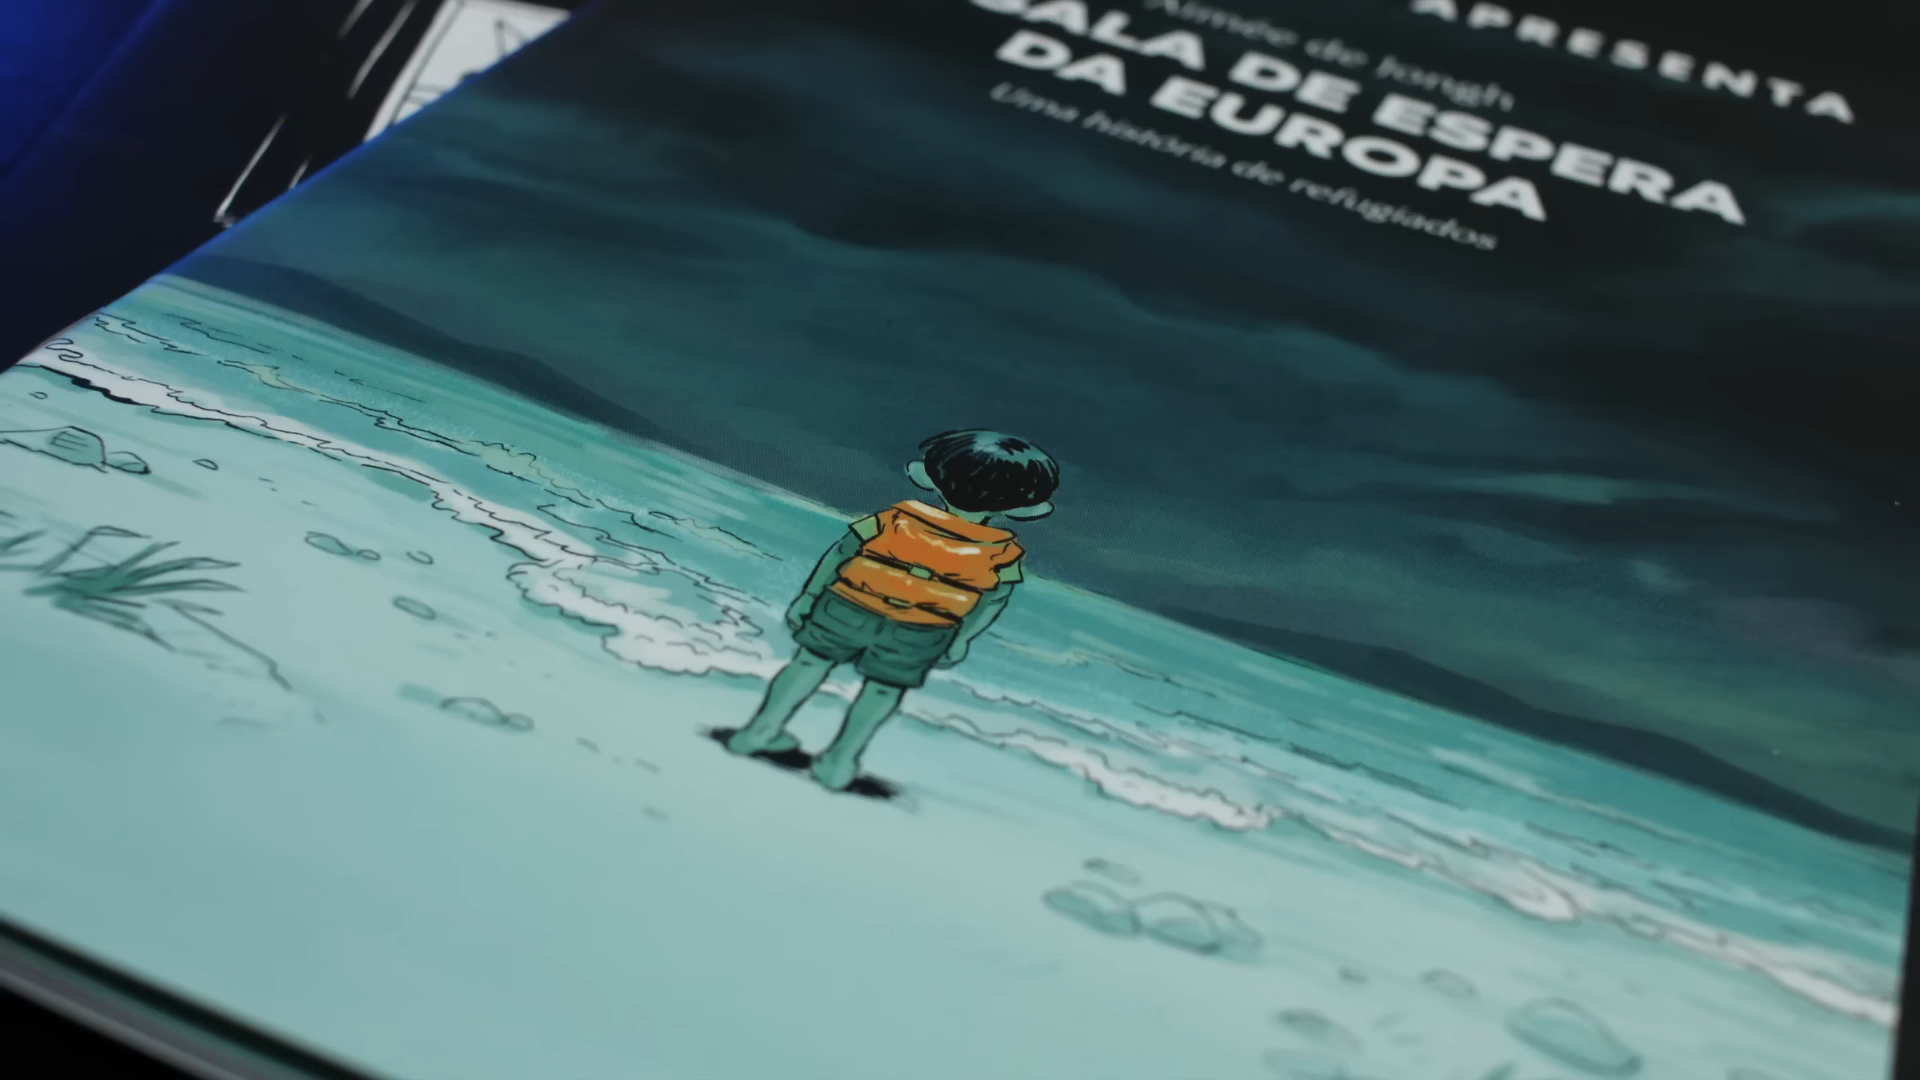 APRESENTA
Aimée de Jongh
SALA DE ESPERA
DA EUROPA
Uma história de refugiados